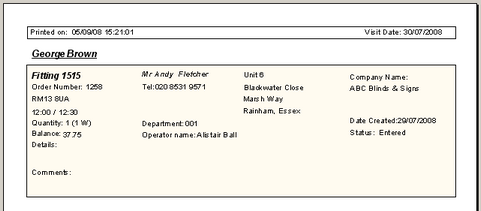 Printed on: 05/09/08 15:21:01 Visit Date: 30/07/2008
George Brown
Fitting 1515 Mr Andy Fletcher Unit 6 Company Name:
Order Number: 1258 Tel:020 8531 9571 Blackwater Close ABC Blinds & Signs
RM13 8UA Marsh Way
12:00 / 12:30 Rainham, Essex
Quantity: 1 (1 W) Department: 001 Date Created:29/07/2008
Balance: 37.75 Operator name: Alistair Ball Status: Entered
Details:
Comments: